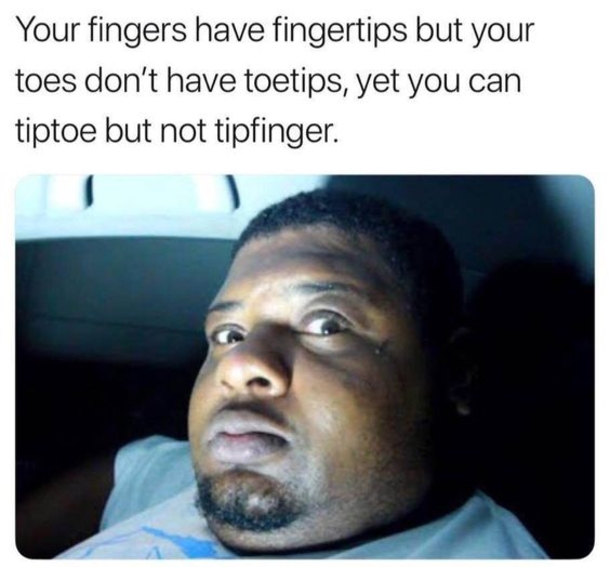 Your fingers have fingertips but your
toes don’t have toetips, yet you can
tiptoe but not tipfinger.